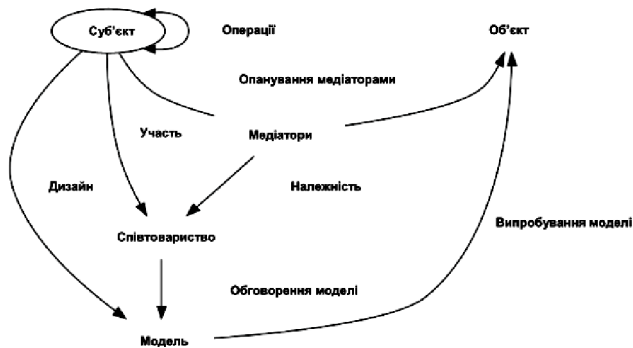 Суб'єкт
Операції
Об'єкт
Опанування медіаторами
Участь
Медіатори
Дизайн
Належність
Випробування моделі
Співтовариство
Обговорення моделі
Модель